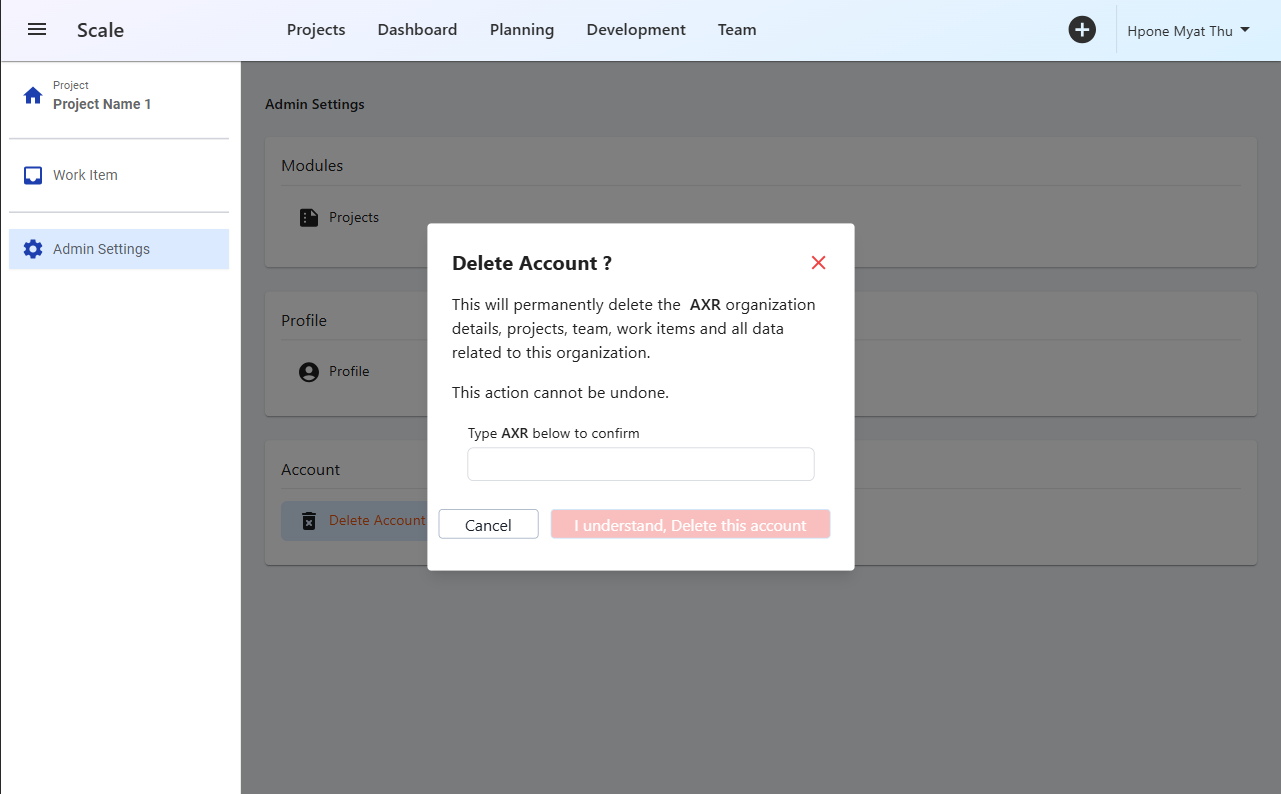 Scale
Projects
Dashboard
Planning
Development
Team
Hpone Myat Thu
Project
Project Name 1
Work Item
Admin Settings
Admin Settings
Modules
Projects
Profile
Profile
Account
Delete Account
Delete Account ?
This will permanently delete the AXR organization
details, projects, team, work items and all data
related to this organization.
This action cannot be undone.
Type AXR below to confirm
Cancel
I understand, Delete this account